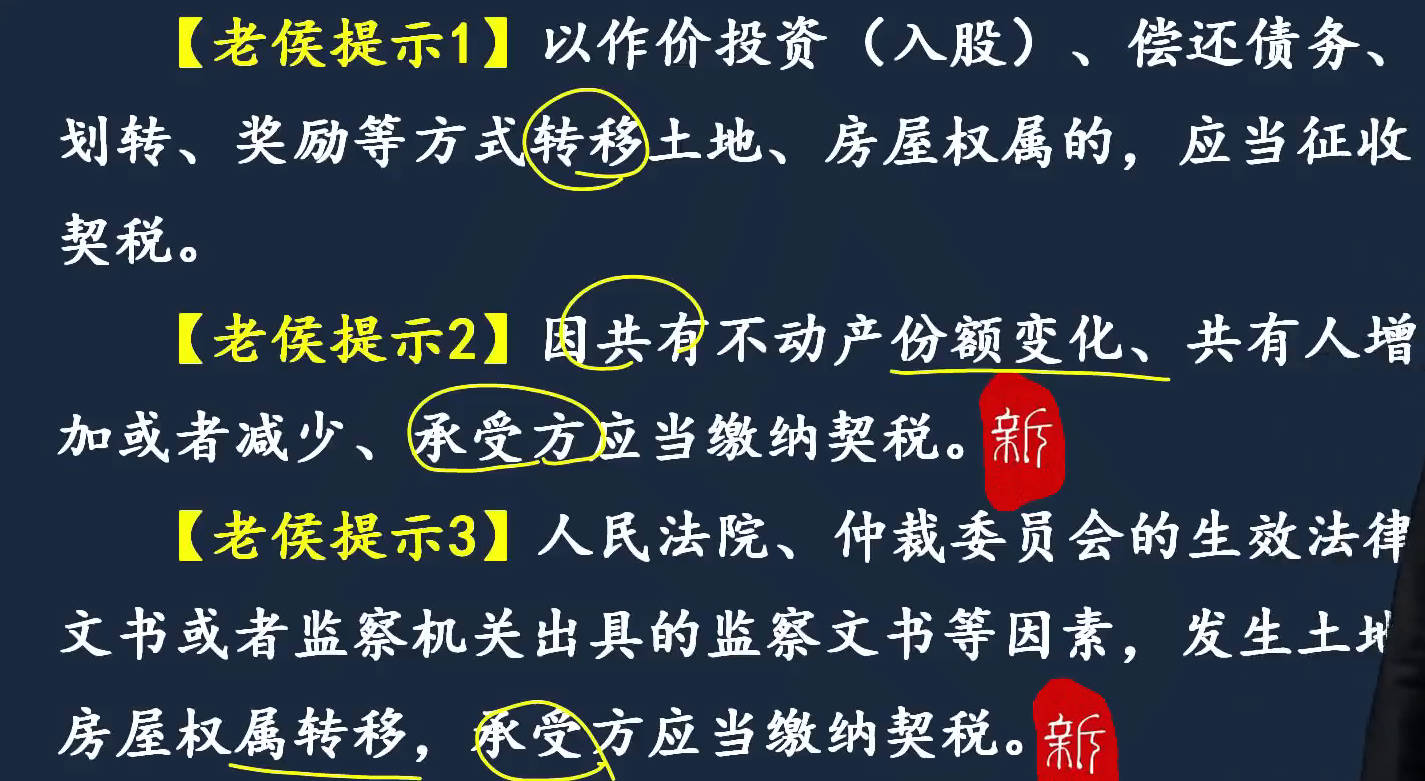 【老侯提示1】以作价投资（入股）、偿还债务、
划转、奖励等方式转移土地、房屋权属的，应当征收
契税。
【老侯提示2】因共有不动产份额变化、共有人增
加或者减少、承受方应当缴纳契税。新
【老侯提示3】人民法院、仲裁委员会的生效法律
文书或者监察机关出具的监察文书等因素，发生土地
房屋权属转移，承受方应当缴纳契税。新